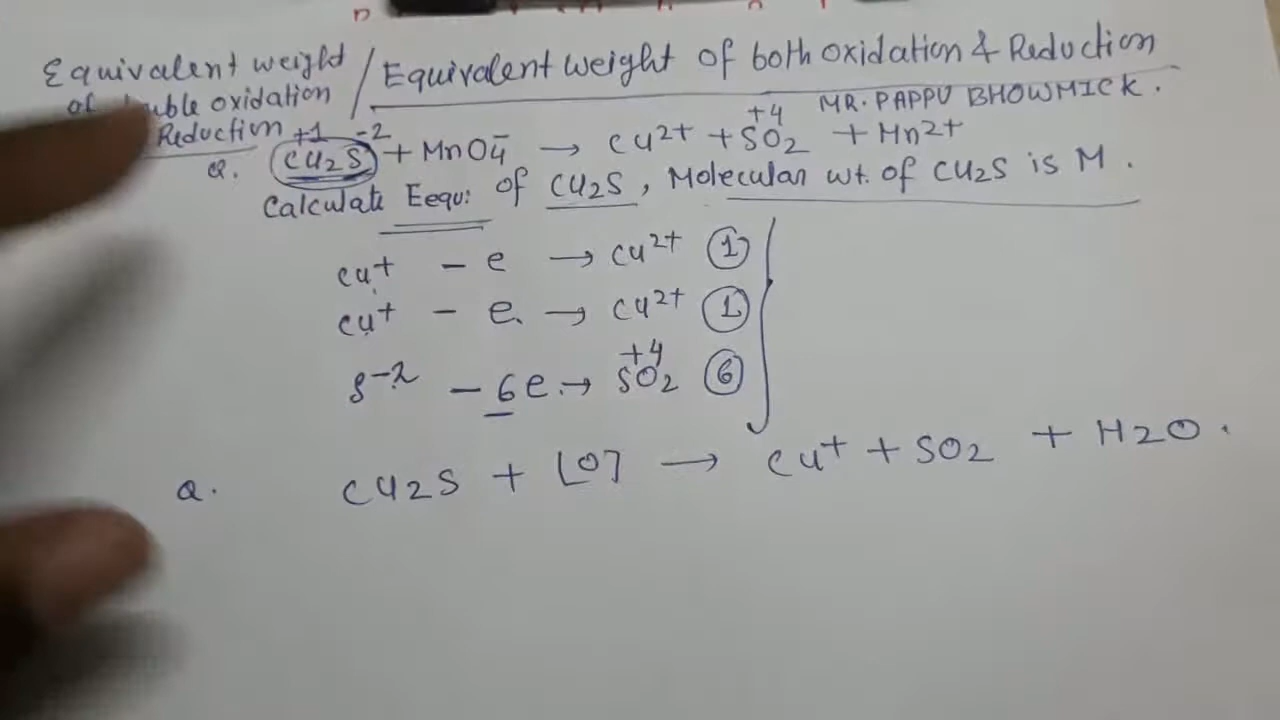 Equivalent weight / Equivalent weight of both oxidation & Reduction
of double oxidation
MR. PAPPU BHOWMICK.
Reduction +1 -2 +4
Q. Cu2S + MnO4- → Cu2+ + SO2 + Mn2+
Calculate Eequ: of Cu2S, Molecular wt. of Cu2S is M.
Cu+ - e → Cu2+ 1
Cu+ - e. → Cu2+ 1
+4
S-2 - 6e. → SO2 6
Q. Cu2S + [O] → Cu+ + SO2 + H2O.